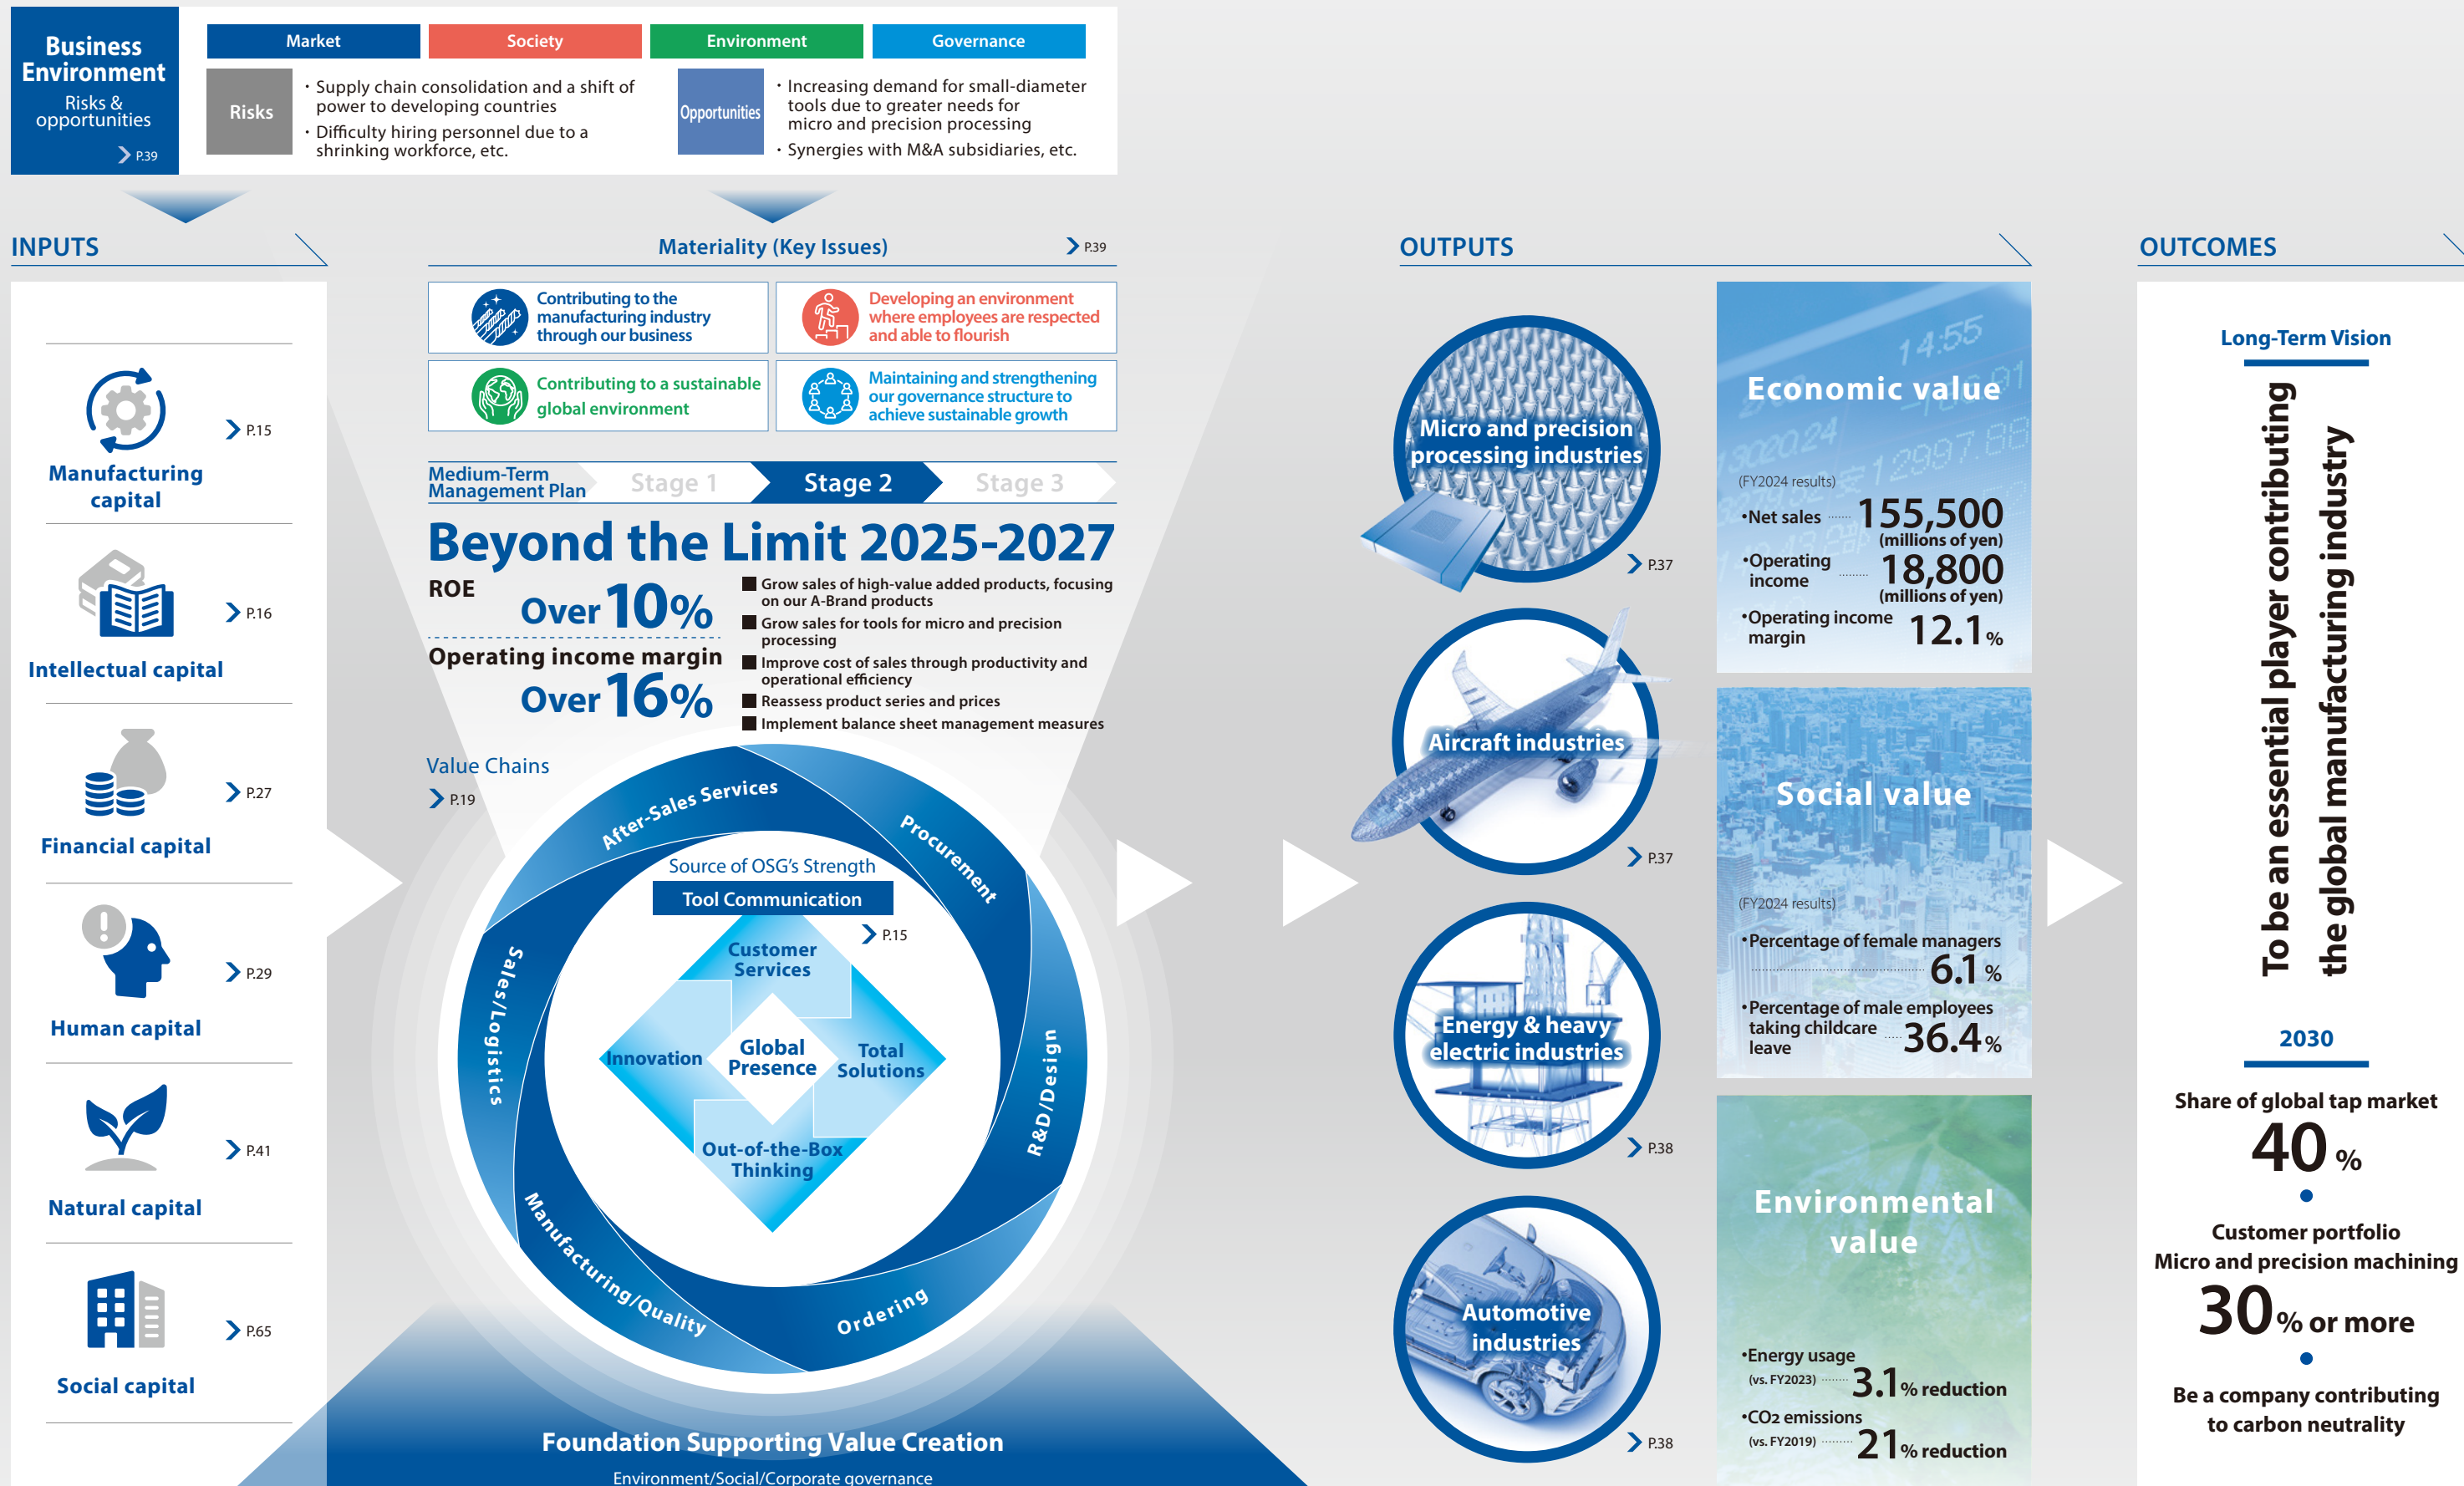 Business
Environment
Risks &
opportunities
P.39
Market
Society
Environment
Governance
Risks
・Supply chain consolidation and a shift of
power to developing countries
・Difficulty hiring personnel due to a
shrinking workforce, etc.
Opportunities
・Increasing demand for small-diameter
tools due to greater needs for
micro and precision processing
・Synergies with M&A subsidiaries, etc.
INPUTS
Manufacturing
capital
P.15
Intellectual capital
P.16
Financial capital
P.27
Human capital
P.29
Natural capital
P.41
Social capital
P.65
Materiality (Key Issues)
P.39
Contributing to the
manufacturing industry
through our business
Developing an environment
where employees are respected
and able to flourish
Contributing to a sustainable
global environment
Maintaining and strengthening
our governance structure to
achieve sustainable growth
Medium-Term
Management Plan
Stage 1
Stage 2
Stage 3
Beyond the Limit 2025-2027
ROE
Over 10%
Operating income margin
Over 16%
■ Grow sales of high-value added products, focusing
on our A-Brand products
■ Grow sales for tools for micro and precision
processing
■ Improve cost of sales through productivity and
operational efficiency
■ Reassess product series and prices
■ Implement balance sheet management measures
Value Chains
P.19
After-Sales Services
Procurement
R&D/Design
Ordering
Manufacturing/Quality
Sales/Logistics
Source of OSG's Strength
Tool Communication
P.15
Customer
Services
Innovation
Global
Presence
Total
Solutions
Out-of-the-Box
Thinking
Foundation Supporting Value Creation
Environment/Social/Corporate governance
OUTPUTS
Micro and precision
processing industries
P.37
Aircraft industries
P.37
Energy & heavy
electric industries
P.38
Automotive
industries
P.38
14:55
Economic value
3020.24
12997.88
(FY2024 results)
•Net sales 155,500
(millions of yen)
•Operating
income 18,800
(millions of yen)
•Operating income
margin 12.1%
Social value
(FY2024 results)
•Percentage of female managers
6.1%
•Percentage of male employees
taking childcare
leave 36.4%
Environmental
value
•Energy usage
(vs. FY2023) 3.1% reduction
•CO2 emissions
(vs. FY2019) 21% reduction
OUTCOMES
Long-Term Vision
To be an essential player contributing
the global manufacturing industry
2030
Share of global tap market
40%
Customer portfolio
Micro and precision machining
30% or more
Be a company contributing
to carbon neutrality